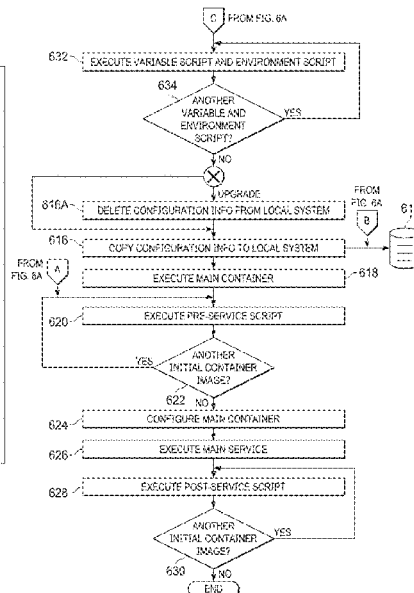 C FROM FIG. 6A
632 EXECUTE VARIABLE SCRIPT AND ENVIRONMENT SCRIPT
634
ANOTHER
VARIABLE AND
ENVIRONMENT
SCRIPT?
YES
NO
UPGRADE
616A DELETE CONFIGURATION INFO FROM LOCAL SYSTEM
FROM
FIG. 6A
B
616 COPY CONFIGURATION INFO TO LOCAL SYSTEM
FROM
FIG. 6A
A
EXECUTE MAIN CONTAINER 618
620 EXECUTE PRE-SERVICE SCRIPT
YES
ANOTHER
INITIAL CONTAINER
IMAGE?
622
NO
624 CONFIGURE MAIN CONTAINER
626 EXECUTE MAIN SERVICE
628 EXECUTE POST-SERVICE SCRIPT
ANOTHER
INITIAL CONTAINER
IMAGE?
YES
630
NO
END